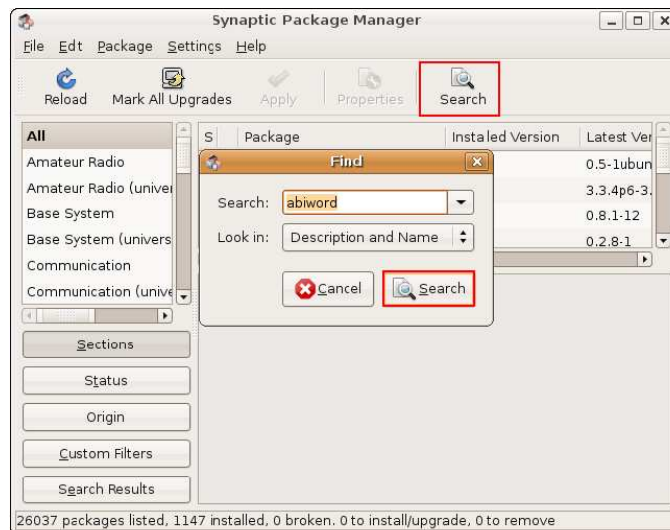 Synaptic Package Manager
File Edt Package Settings Help
Reload Mark All Upgrades Apply Properties Search
All
Amateur Radio
Amateur Radio (univer
Base System
Base System (univers
Communication
Communication (unive
S Package Installed Version Latest Ver
0.5-1ubun
3.3.4p6-3.
0.8.1-12
0.2.8-1
Find
Search: abiword
Look in: Description and Name
Cancel Search
Sections
Status
Origin
Custom Filters
Search Results
26037 packages listed, 1147 installed, 0 broken. 0 to install/upgrade, 0 to remove